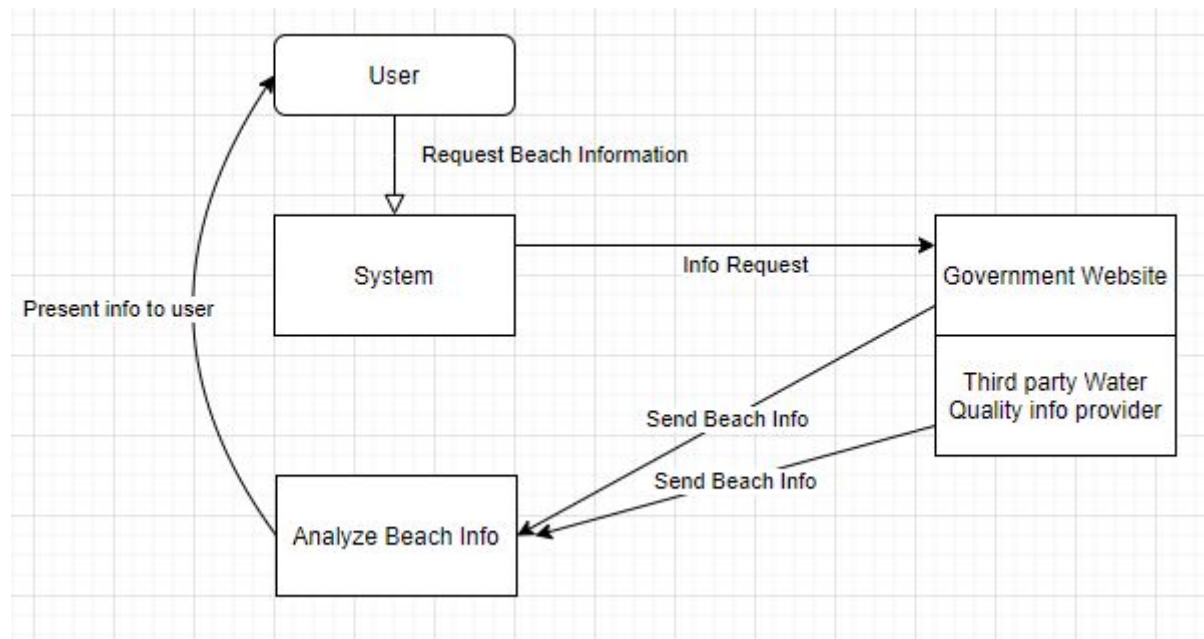 User
Request Beach Information
System
Info Request
Government Website
Present info to user
Third party Water
Quality info provider
Send Beach Info
Send Beach Info
Analyze Beach Info